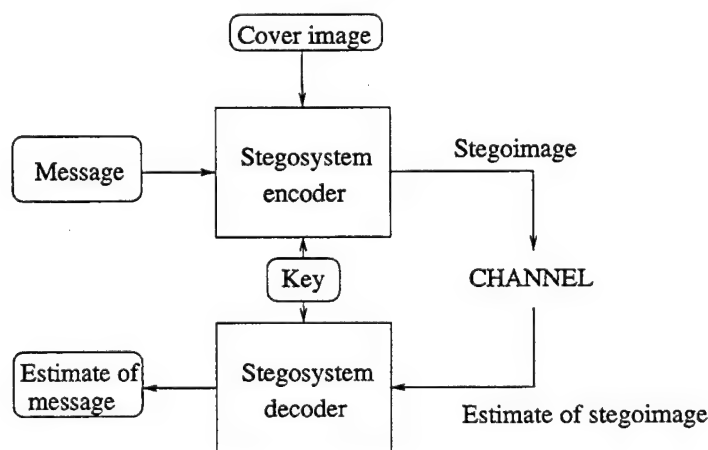 Cover image
Message
Stegosystem
encoder
Stegoimage
Key
CHANNEL
Estimate of
message
Stegosystem
decoder
Estimate of stegoimage